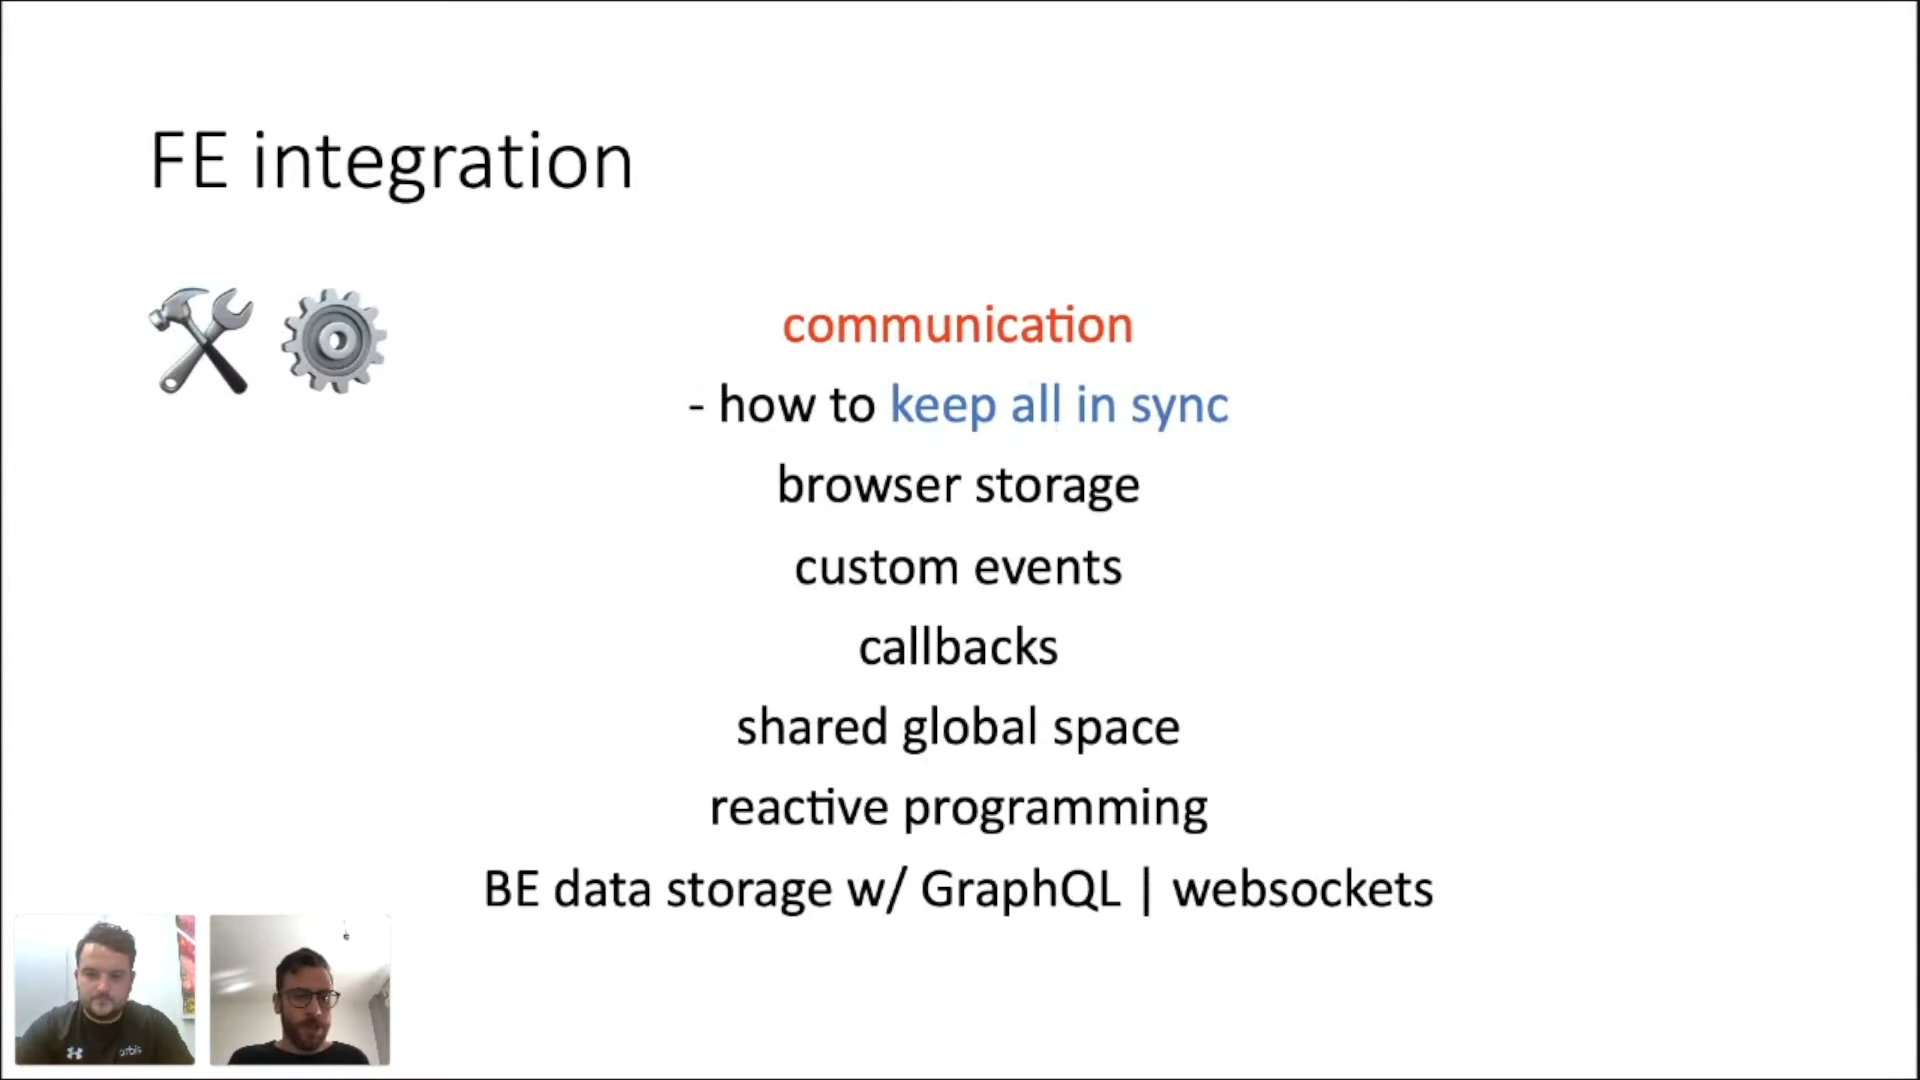 FE integration
communication
- how to keep all in sync
browser storage
custom events
callbacks
shared global space
reactive programming
BE data storage w/ GraphQL | websockets